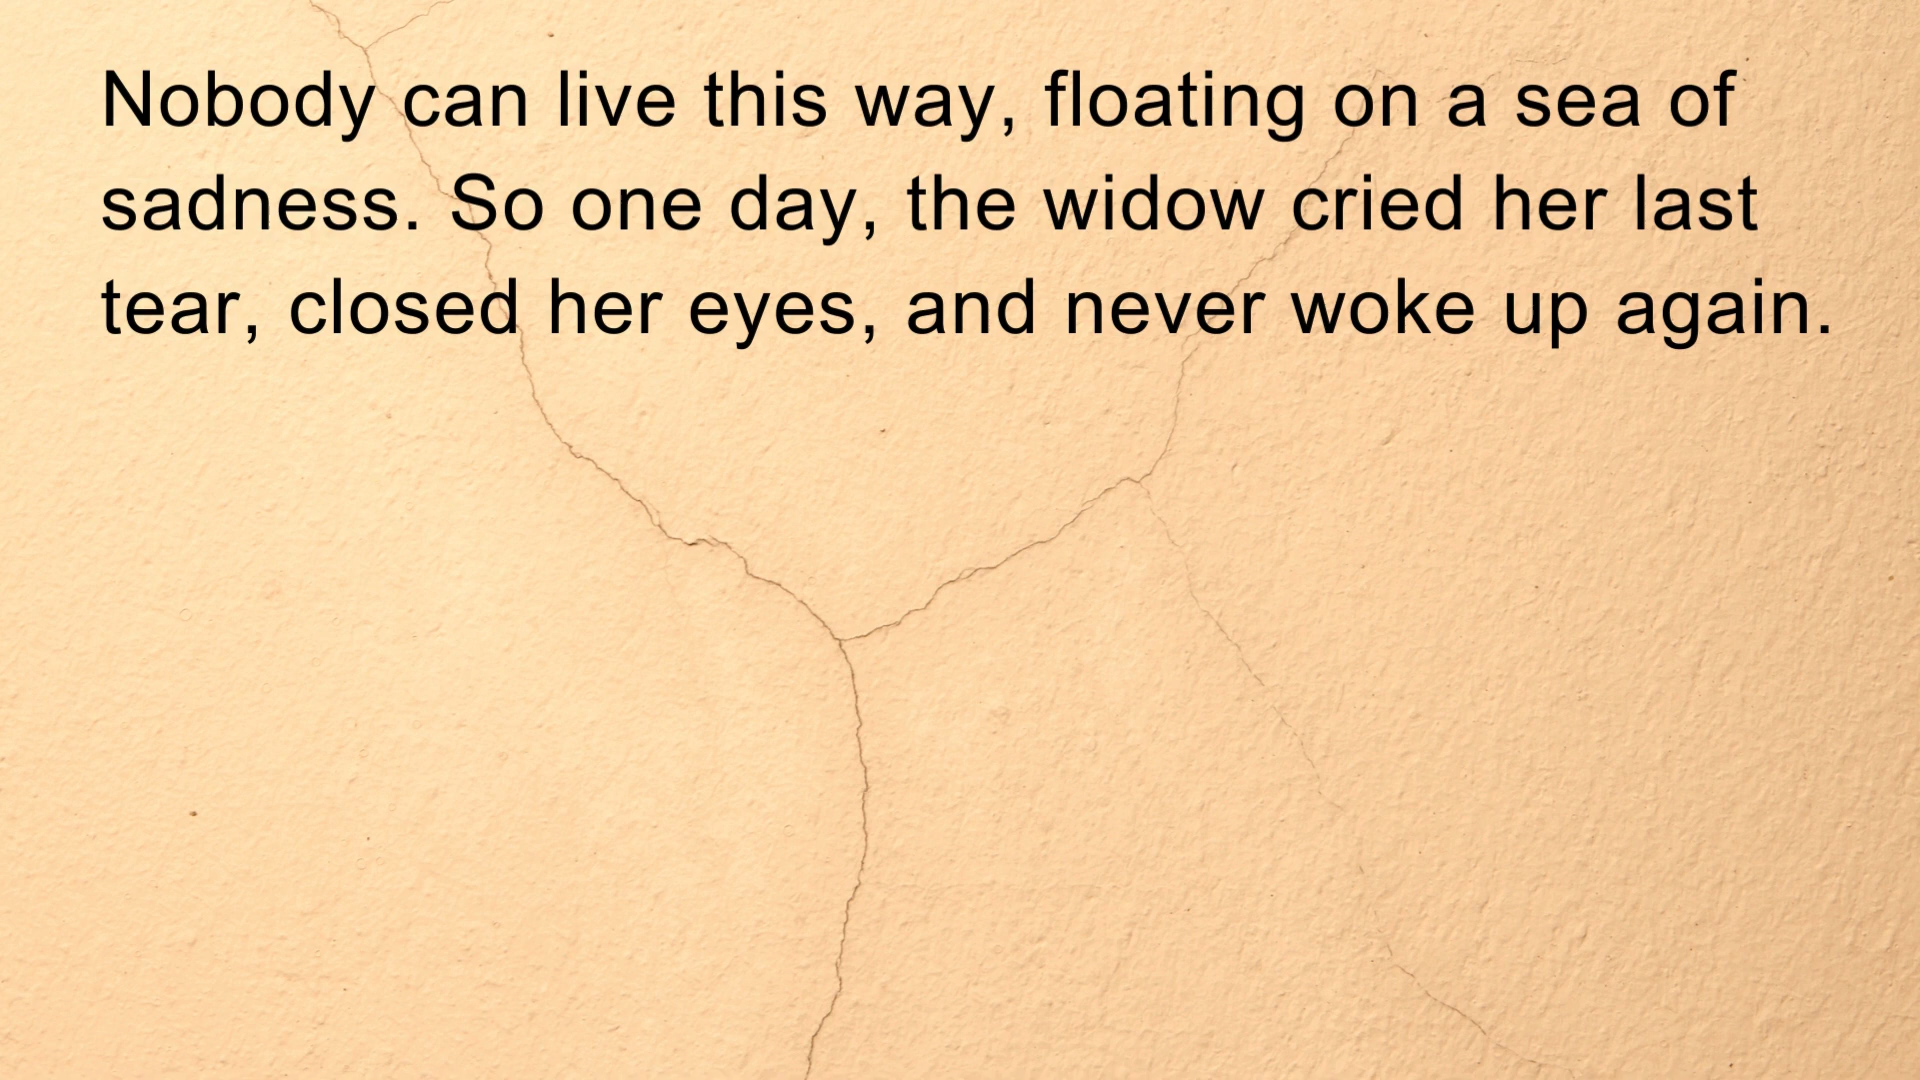 Nobody can live this way, floating on a sea of
sadness. So one day, the widow cried her last
tear, closed her eyes, and never woke up again.